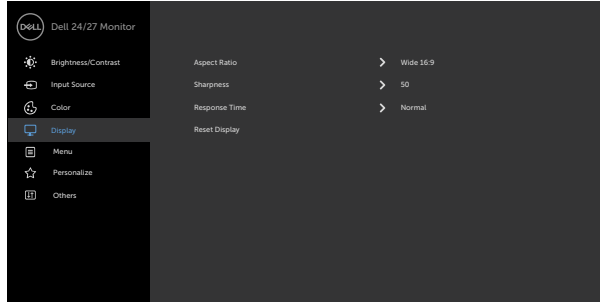 DELL Dell 24/27 Monitor
Brightness/Contrast
Input Source
Color
Display
Menu
Personalize
Others
Aspect Ratio Wide 16:9
Sharpness 50
Response Time Normal
Reset Display